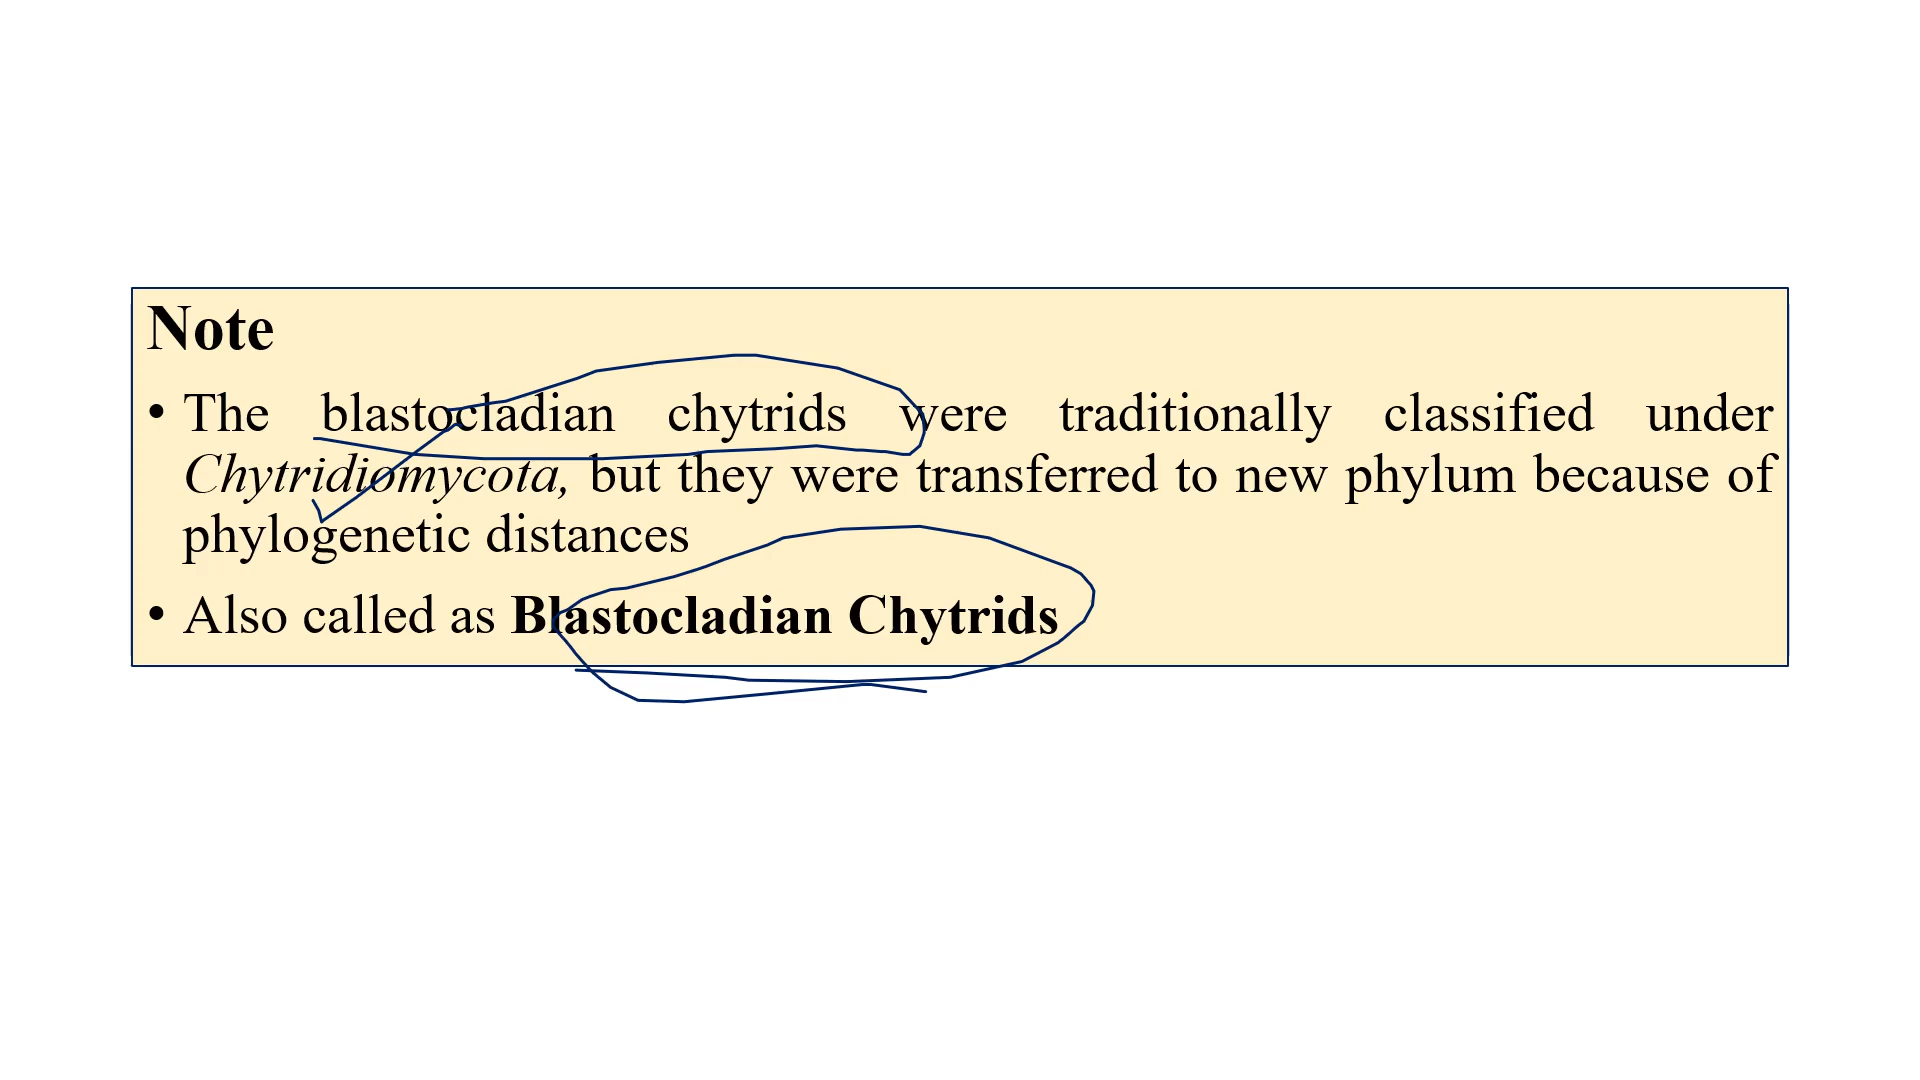 Note
• The blastocladian chytrids were traditionally classified under
Chytridiomycota, but they were transferred to new phylum because of
phylogenetic distances
• Also called as Blastocladian Chytrids